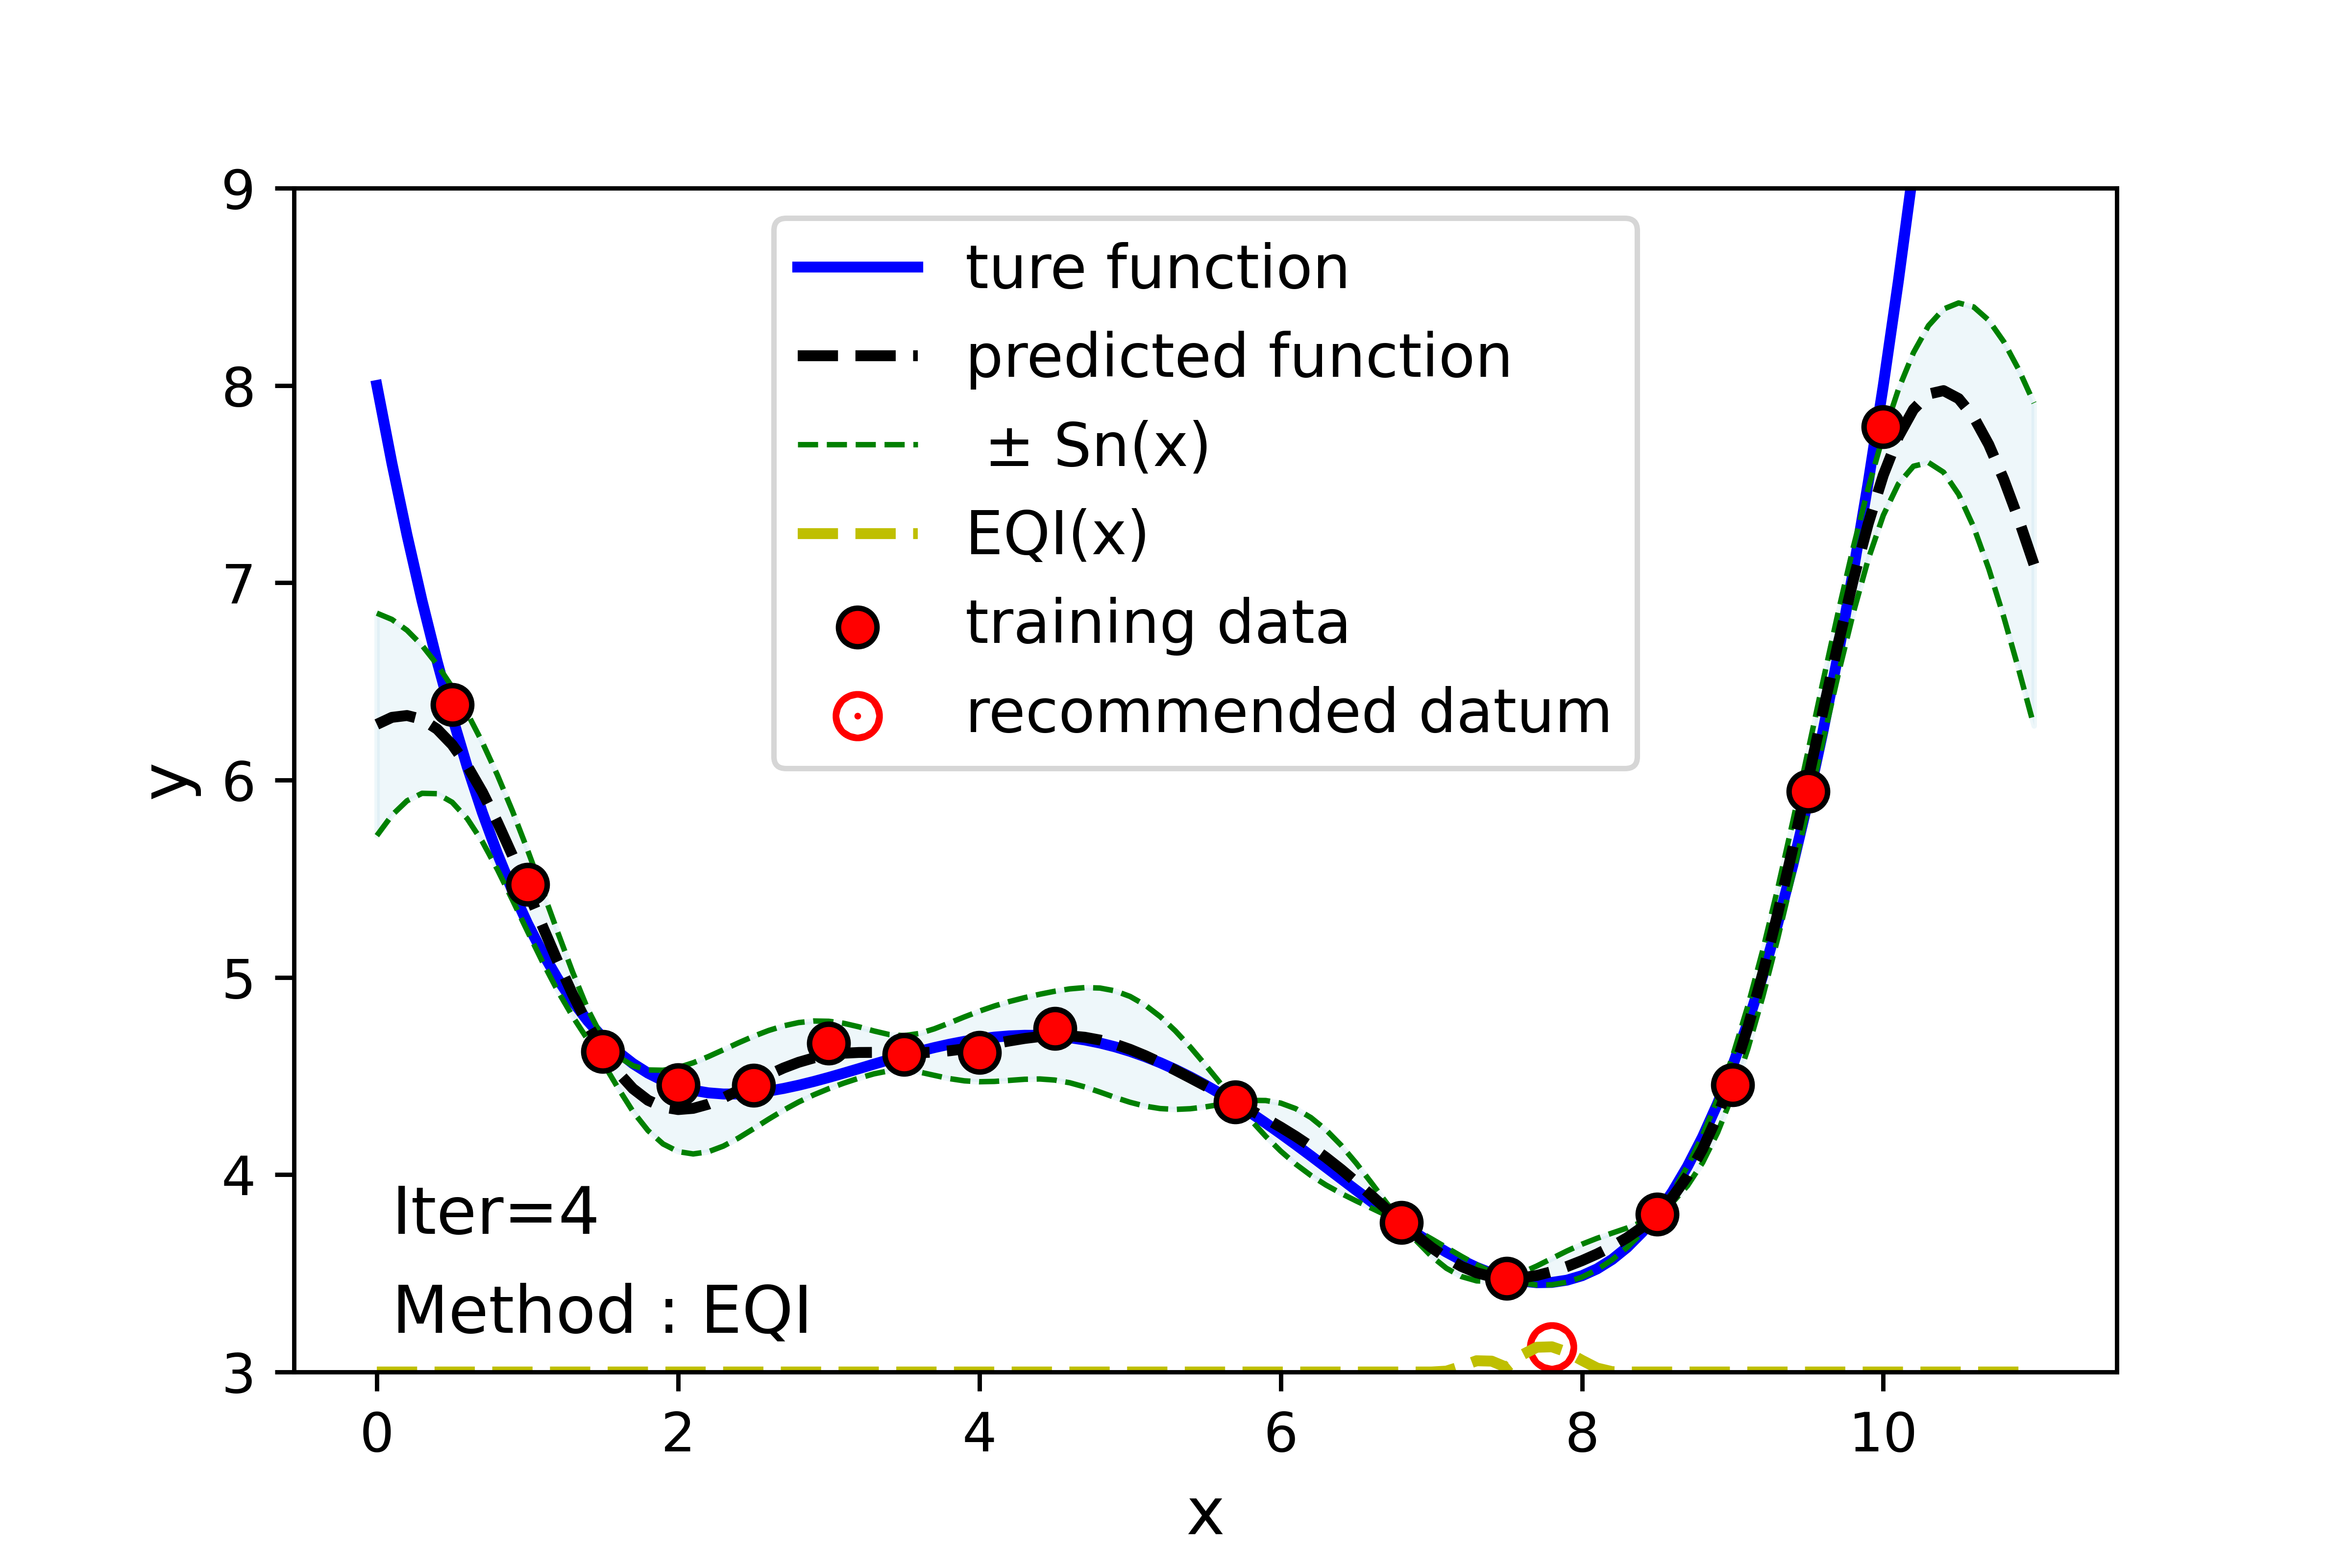 9
8
7
6
5
4
3
y
ture function
predicted function
± Sn(x)
EQI(x)
training data
recommended datum
Iter=4
Method : EQI
0 2 4 6 8 10
x